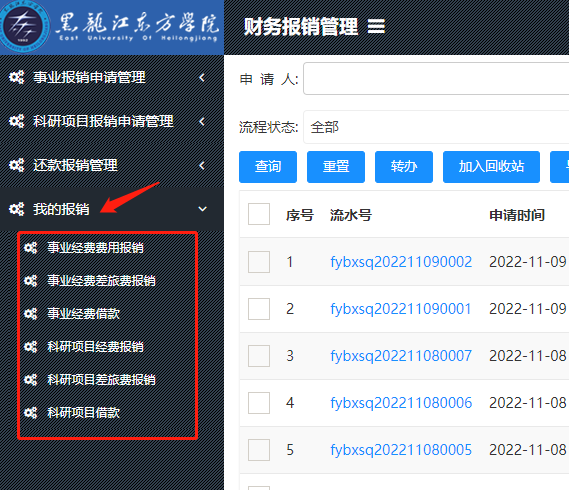 黑龍江东方学院
East University Of Heilongjiang
事业报销申请管理
科研项目报销申请管理
还款报销管理
我的报销
事业经费费用报销
事业经费差旅费报销
事业经费借款
科研项目经费报销
科研项目差旅费报销
科研项目借款
财务报销管理
申 请 人:
流程状态: 全部
查询 重置 转办 加入回收站
序号 流水号 申请时间
1 fybxsq202211090002 2022-11-09
2 fybxsq202211090001 2022-11-09
3 fybxsq202211080007 2022-11-08
4 fybxsq202211080006 2022-11-08
5 fybxsq202211080005 2022-11-08